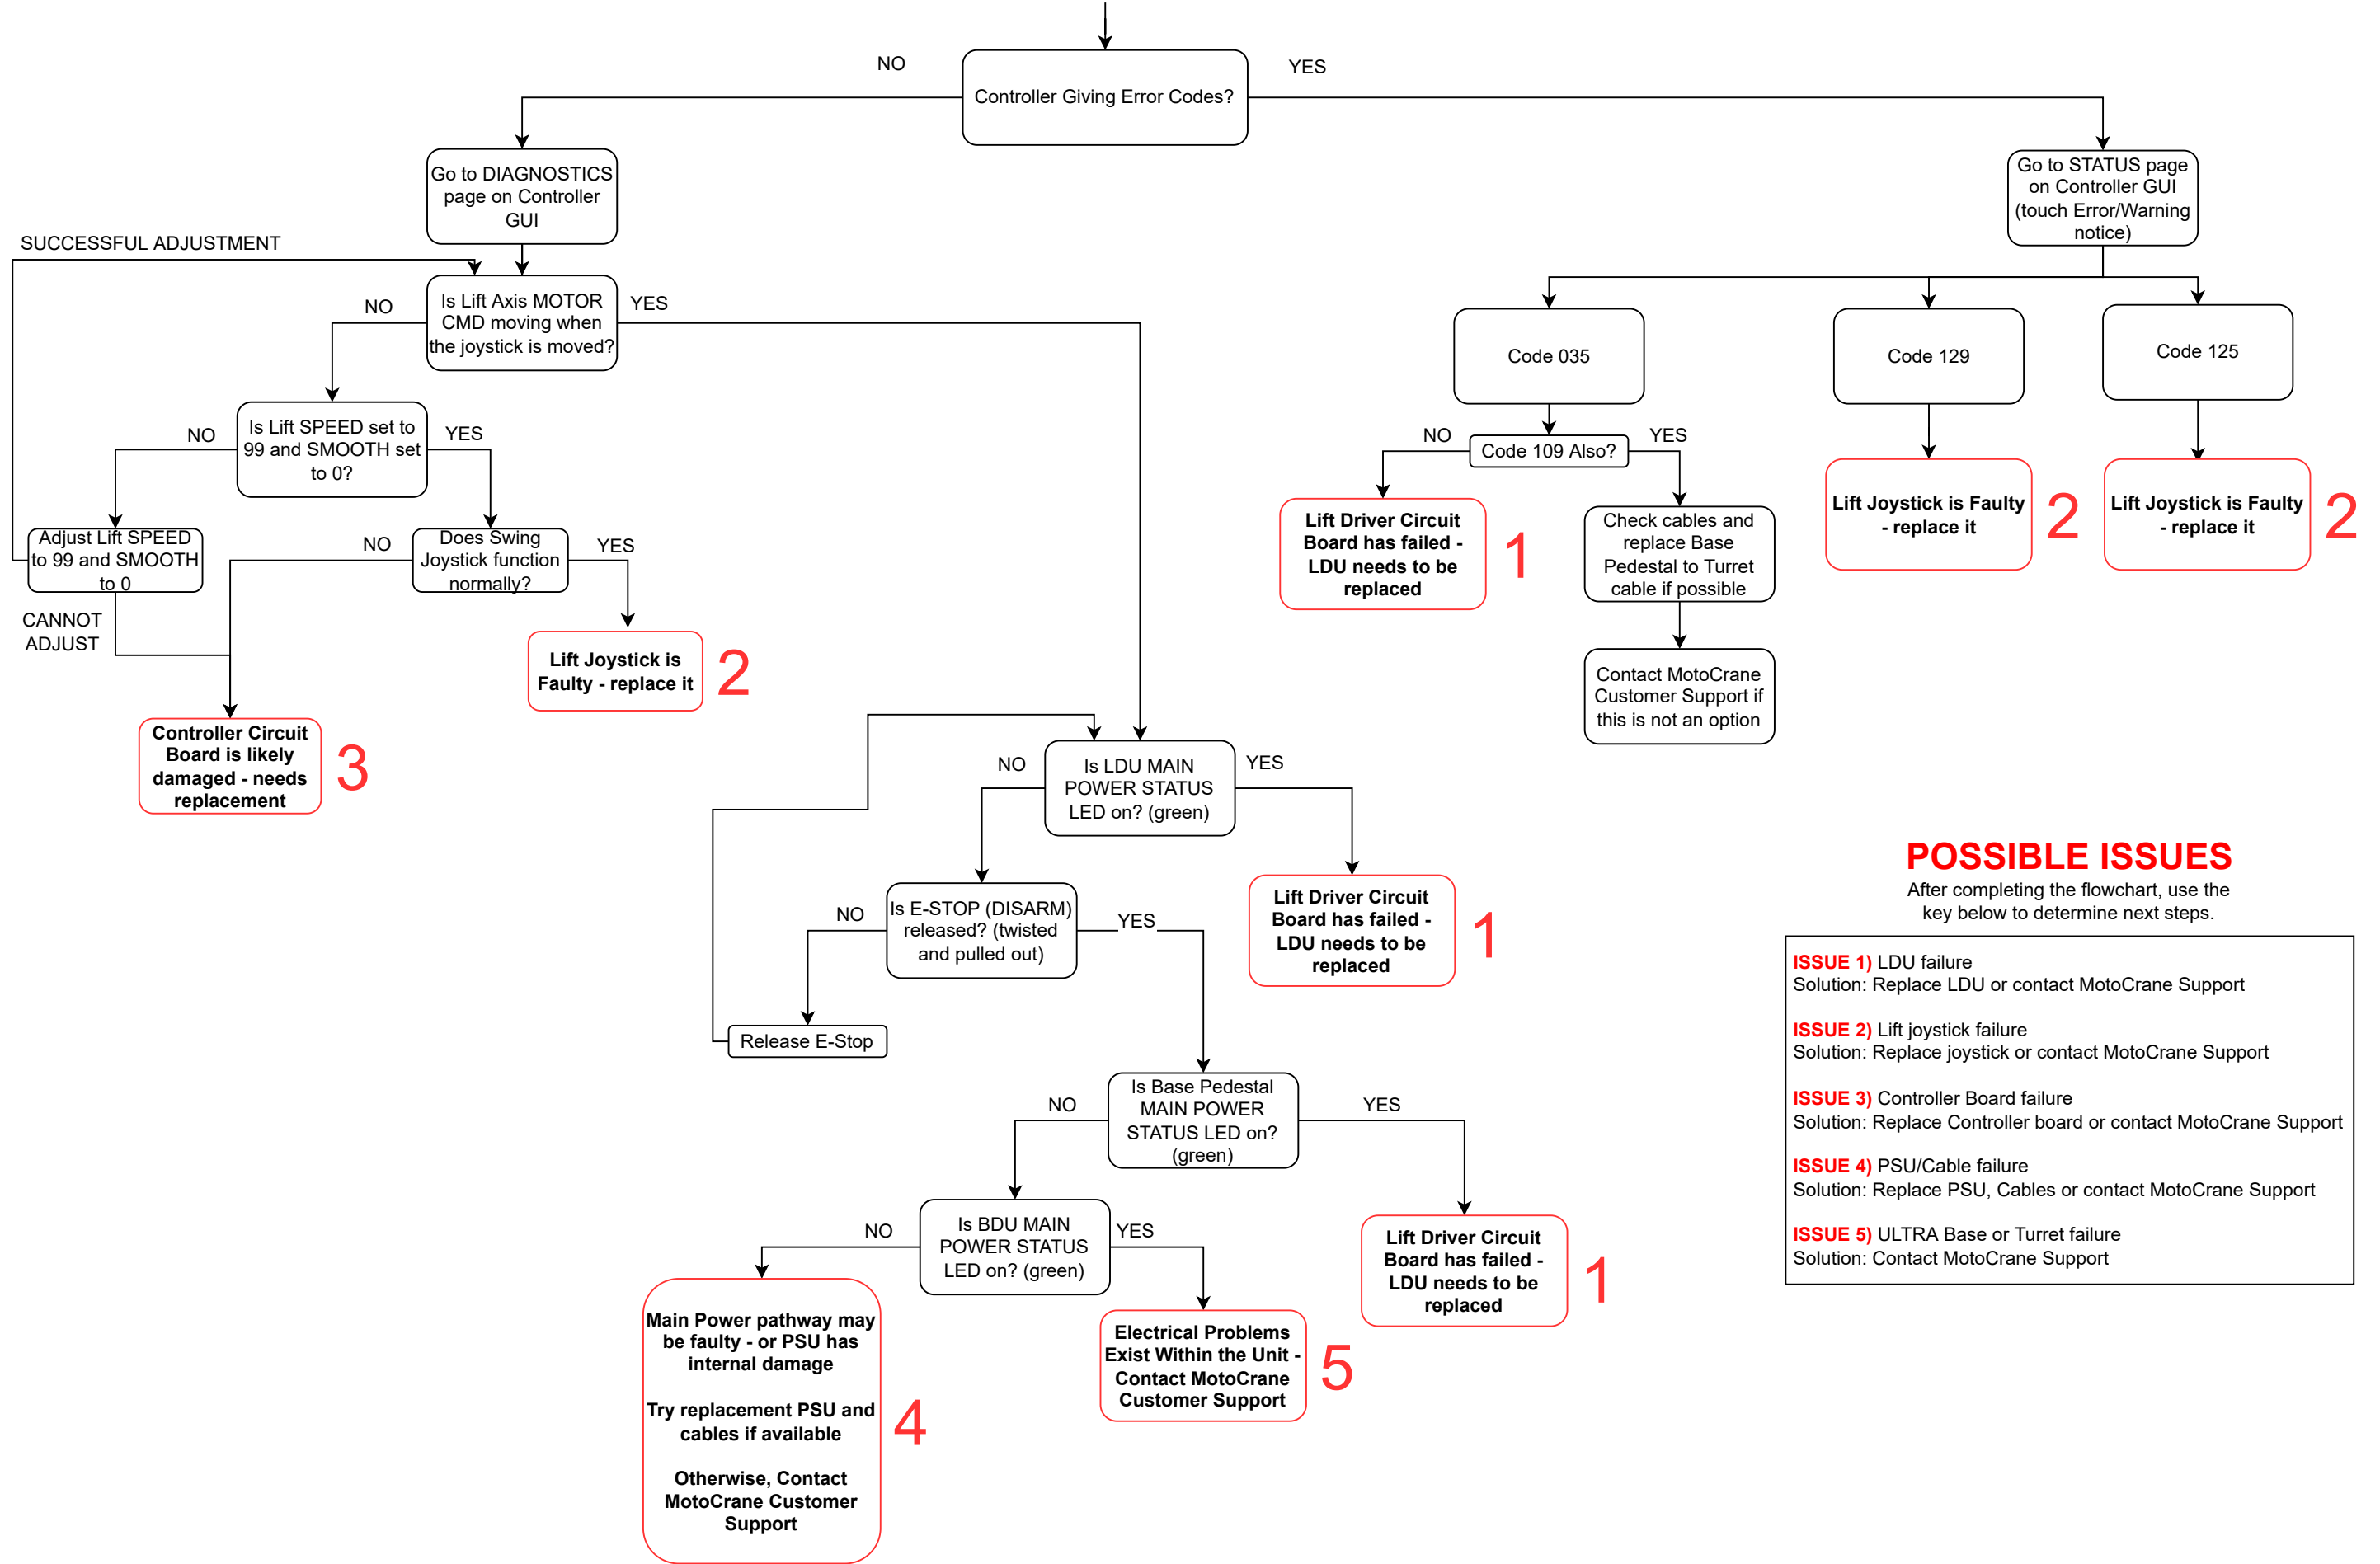 NO
YES
Controller Giving Error Codes?
Go to DIAGNOSTICS
page on Controller
GUI
Go to STATUS page
on Controller GUI
(touch Error/Warning
notice)
SUCCESSFUL ADJUSTMENT
NO
Is Lift Axis MOTOR
CMD moving when
the joystick is moved?
YES
Code 035
Code 129
Code 125
NO
Is Lift SPEED set to
99 and SMOOTH set
to 0?
YES
NO
Code 109 Also?
YES
Lift Joystick is Faulty
- replace it
2
Lift Joystick is Faulty
- replace it
2
Lift Driver Circuit
Board has failed -
LDU needs to be
replaced
1
Check cables and
replace Base
Pedestal to Turret
cable if possible
Adjust Lift SPEED
to 99 and SMOOTH
to 0
NO
Does Swing
Joystick function
normally?
YES
CANNOT
ADJUST
Lift Joystick is
Faulty - replace it
2
Contact MotoCrane
Customer Support if
this is not an option
Controller Circuit
Board is likely
damaged - needs
replacement
3
NO
Is LDU MAIN
POWER STATUS
LED on? (green)
YES
Lift Driver Circuit
Board has failed -
LDU needs to be
replaced
1
NO
Is E-STOP (DISARM)
released? (twisted
and pulled out)
YES
Release E-Stop
NO
Is Base Pedestal
MAIN POWER
STATUS LED on?
(green)
YES
NO
Is BDU MAIN
POWER STATUS
LED on? (green)
YES
Lift Driver Circuit
Board has failed -
LDU needs to be
replaced
1
Main Power pathway may
be faulty - or PSU has
internal damage
Try replacement PSU and
cables if available
Otherwise, Contact
MotoCrane Customer
Support
4
Electrical Problems
Exist Within the Unit -
Contact MotoCrane
Customer Support
5
POSSIBLE ISSUES
After completing the flowchart, use the
key below to determine next steps.
ISSUE 1) LDU failure
Solution: Replace LDU or contact MotoCrane Support
ISSUE 2) Lift joystick failure
Solution: Replace joystick or contact MotoCrane Support
ISSUE 3) Controller Board failure
Solution: Replace Controller board or contact MotoCrane Support
ISSUE 4) PSU/Cable failure
Solution: Replace PSU, Cables or contact MotoCrane Support
ISSUE 5) ULTRA Base or Turret failure
Solution: Contact MotoCrane Support